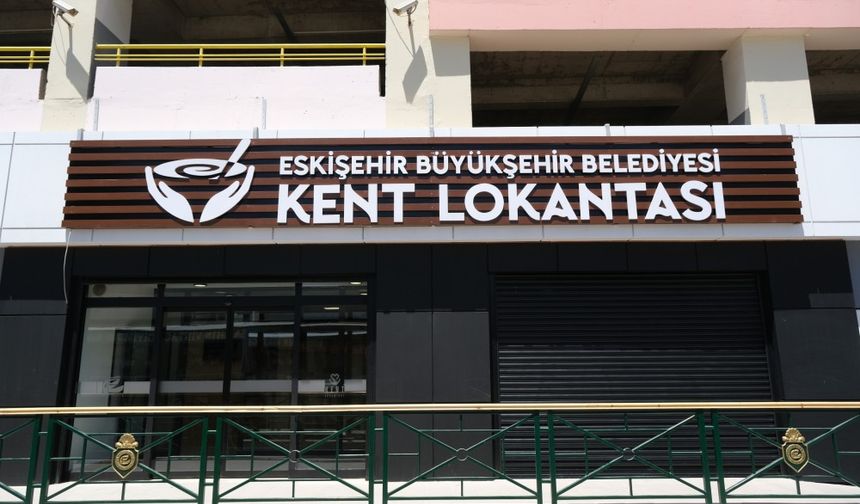 ESKİŞEHİR BÜYÜKŞEHİR BELEDİYESİ
KENT LOKANTASI